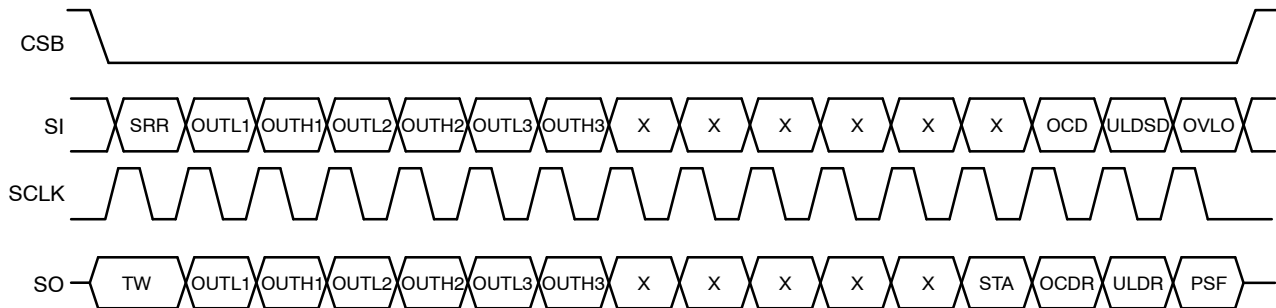 CSB
SI SRR OUTL1 OUTH1 OUTL2 OUTH2 OUTL3 OUTH3 X X X X X X OCD ULDSD OVLO
SCLK
SO TW OUTL1 OUTH1 OUTL2 OUTH2 OUTL3 OUTH3 X X X X X STA OCDR ULDR PSF